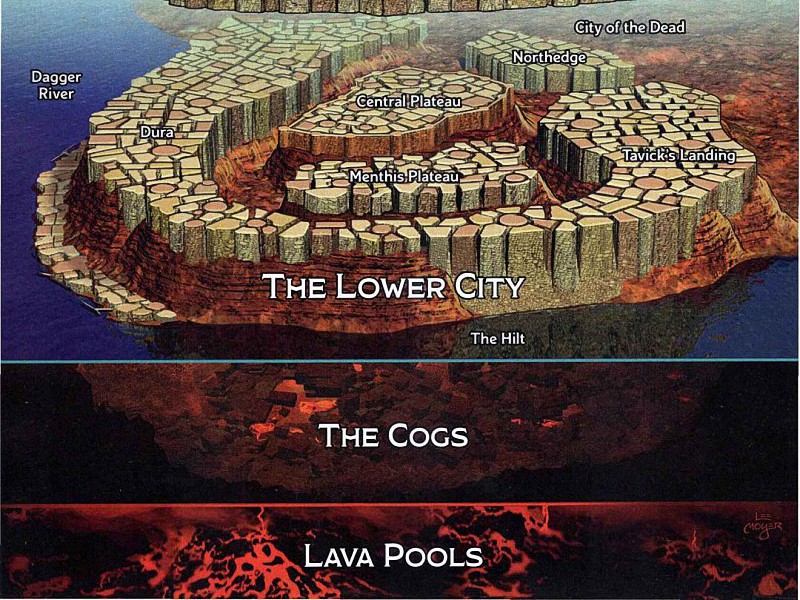 City of the Dead
Northedge
Dagger
River
Central Plateau
Dura
Tavick's Landing
Menthis Plateau
The Lower City
The Hilt
The Cogs
Lee
Moyer
Lava Pools